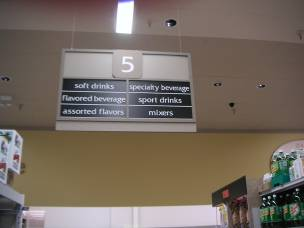 5
soft drinks
specialty beverage
flavored beverage
sport drinks
assorted flavors
mixers